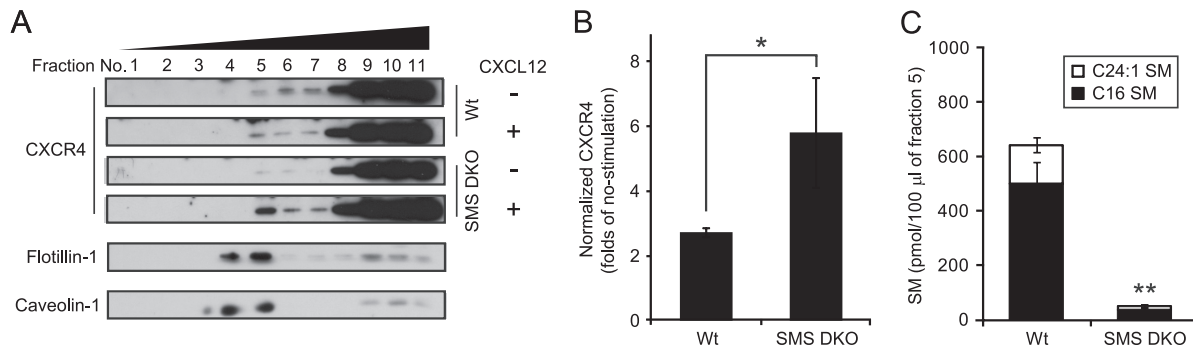 A
Fraction No. 1 2 3 4 5 6 7 8 9 10 11 CXCL12
CXCR4
Wt
-
+
SMS DKO
-
+
Flotillin-1
Caveolin-1
B
Normalized CXCR4
(folds of no-stimulation)
8
6
4
2
0
*
Wt SMS DKO
C
SM (pmol/100 μl of fraction 5)
1000
800
600
400
200
0
C24:1 SM
C16 SM
**
Wt SMS DKO